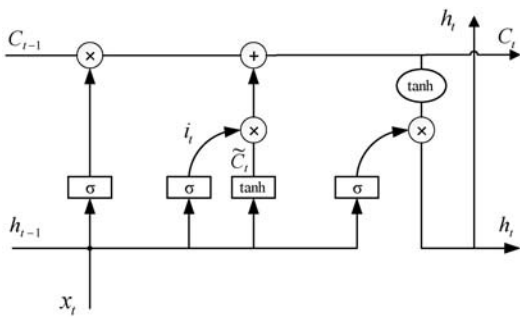 h_t
C_{t-1} × + C_t
tanh
i_t × ×
C̃_t
σ σ tanh σ
h_{t-1} h_t
x_t